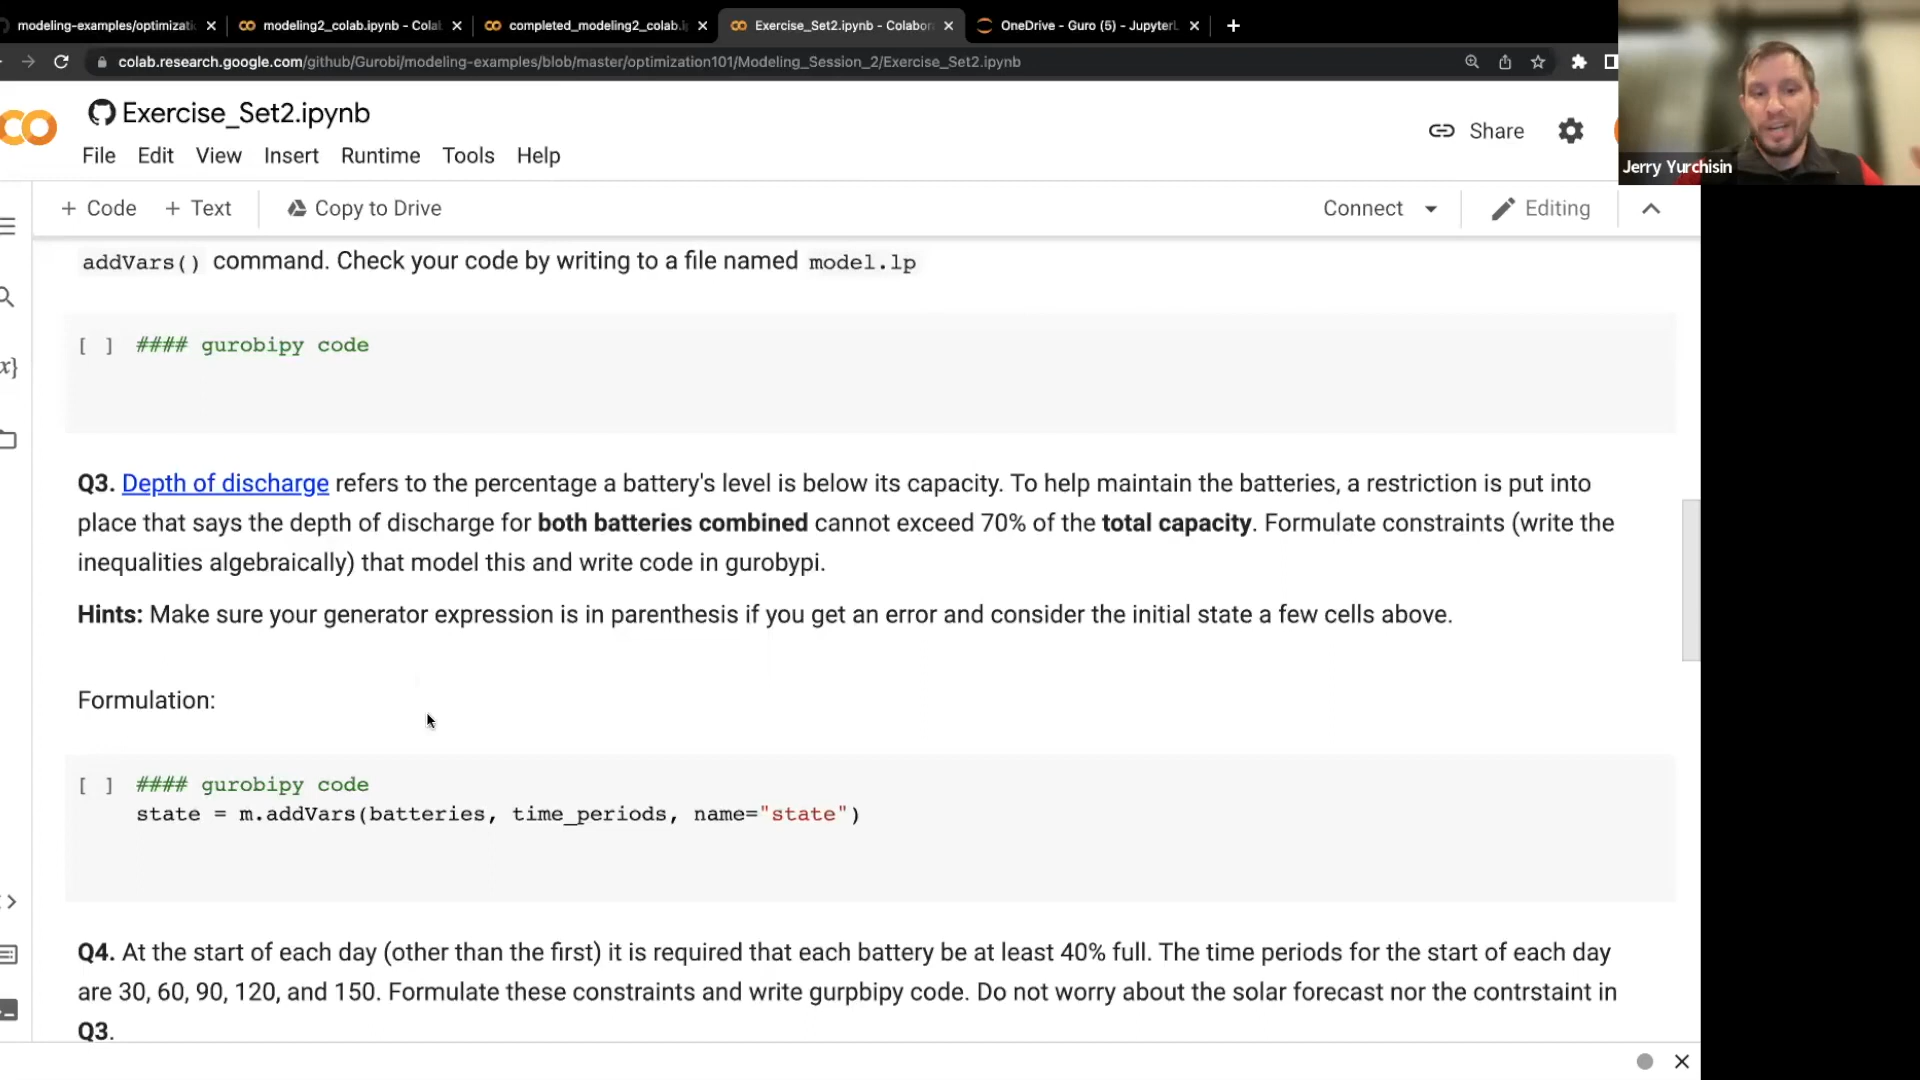 modeling-examples/optimizati
modeling2_colab.ipynb - Cola
completed_modeling2_colab.i
Exercise_Set2.ipynb - Colabor
OneDrive - Guro (5) - JupyterL
colab.research.google.com/github/Gurobi/modeling-examples/blob/master/optimization101/Modeling_Session_2/Exercise_Set2.ipynb
Exercise_Set2.ipynb
Share
File Edit View Insert Runtime Tools Help
Jerry Yurchisin
+ Code + Text Copy to Drive Connect Editing
addVars() command. Check your code by writing to a file named model.lp
[ ] #### gurobipy code
Q3. Depth of discharge refers to the percentage a battery's level is below its capacity. To help maintain the batteries, a restriction is put into
place that says the depth of discharge for both batteries combined cannot exceed 70% of the total capacity. Formulate constraints (write the
inequalities algebraically) that model this and write code in gurobypi.
Hints: Make sure your generator expression is in parenthesis if you get an error and consider the initial state a few cells above.
Formulation:
[ ] #### gurobipy code
state = m.addVars(batteries, time_periods, name="state")
Q4. At the start of each day (other than the first) it is required that each battery be at least 40% full. The time periods for the start of each day
are 30, 60, 90, 120, and 150. Formulate these constraints and write gurpbipy code. Do not worry about the solar forecast nor the contrstaint in
Q3.